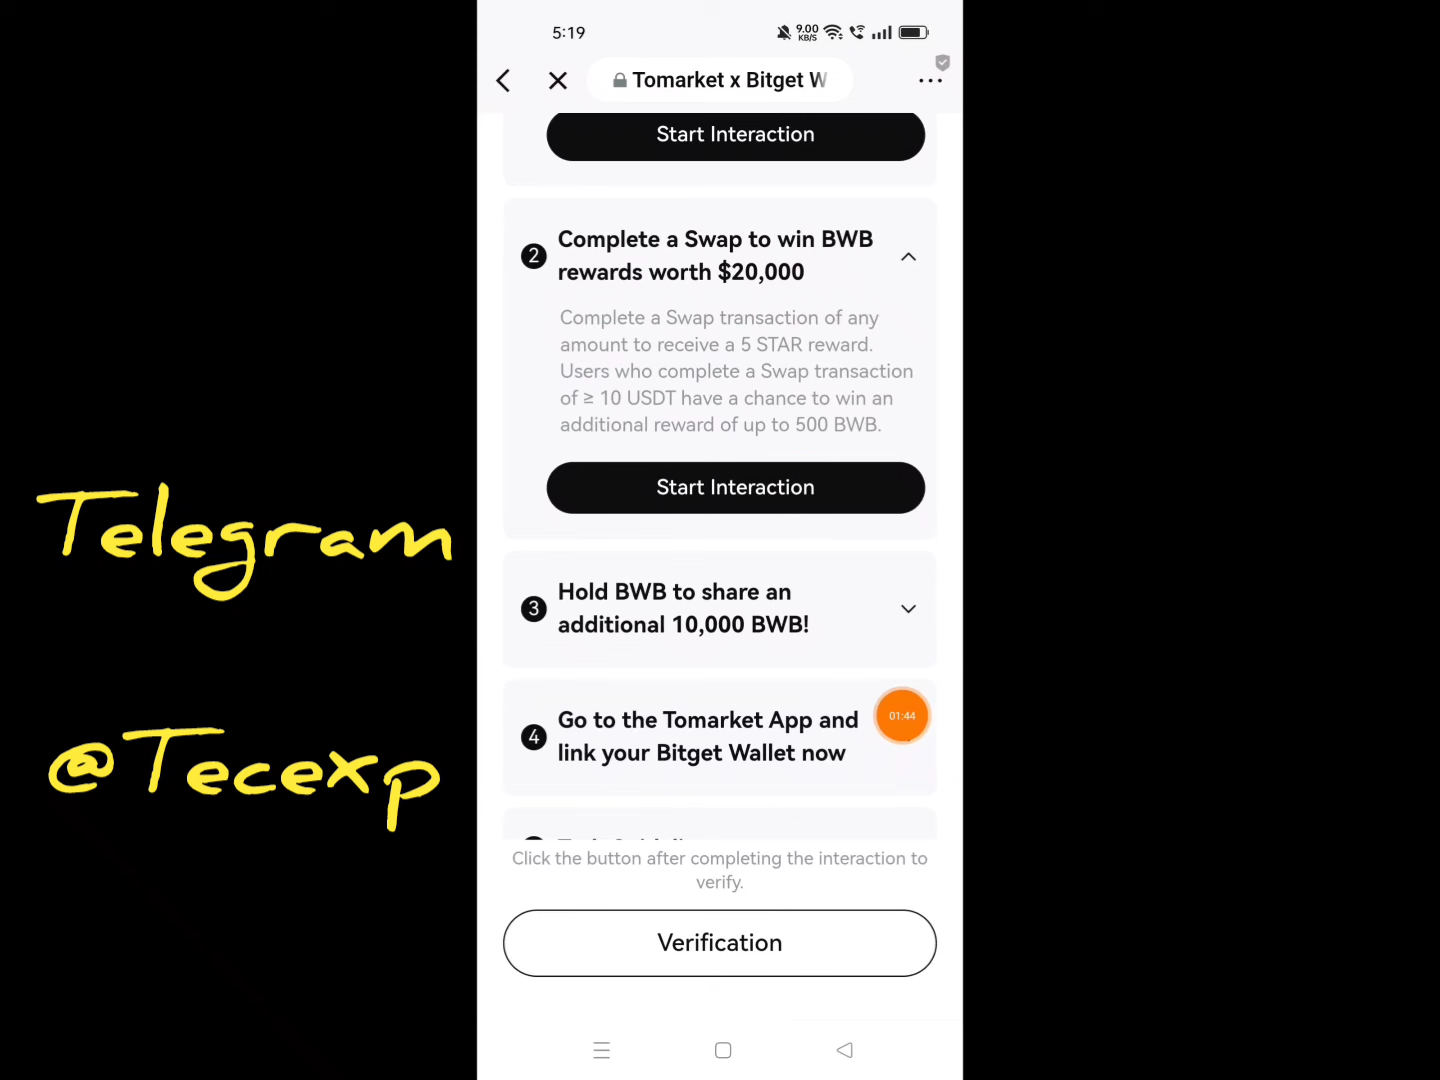 5:19
9.00
KB/S
Tomarket x Bitget W
Start Interaction
2
Complete a Swap to win BWB
rewards worth $20,000
Complete a Swap transaction of any
amount to receive a 5 STAR reward.
Users who complete a Swap transaction
of ≥ 10 USDT have a chance to win an
additional reward of up to 500 BWB.
Start Interaction
Telegram
3
Hold BWB to share an
additional 10,000 BWB!
4
Go to the Tomarket App and
link your Bitget Wallet now
01:44
@Tecexp
Click the button after completing the interaction to
verify.
Verification